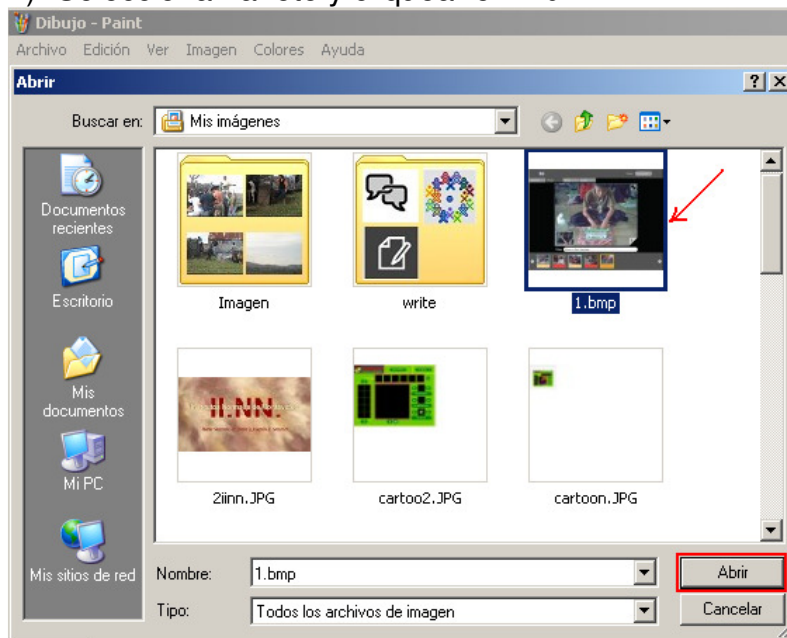 Dibujo - Paint
Archivo Edición Ver Imagen Colores Ayuda
Abrir
Buscar en: Mis imágenes
Documentos
recientes
Escritorio
Mis
documentos
Mi PC
Mis sitios de red
Imagen
write
1.bmp
II.NN.
2iinn.JPG
cartoo2.JPG
cartoon.JPG
Nombre: 1.bmp
Abrir
Tipo: Todos los archivos de imagen
Cancelar